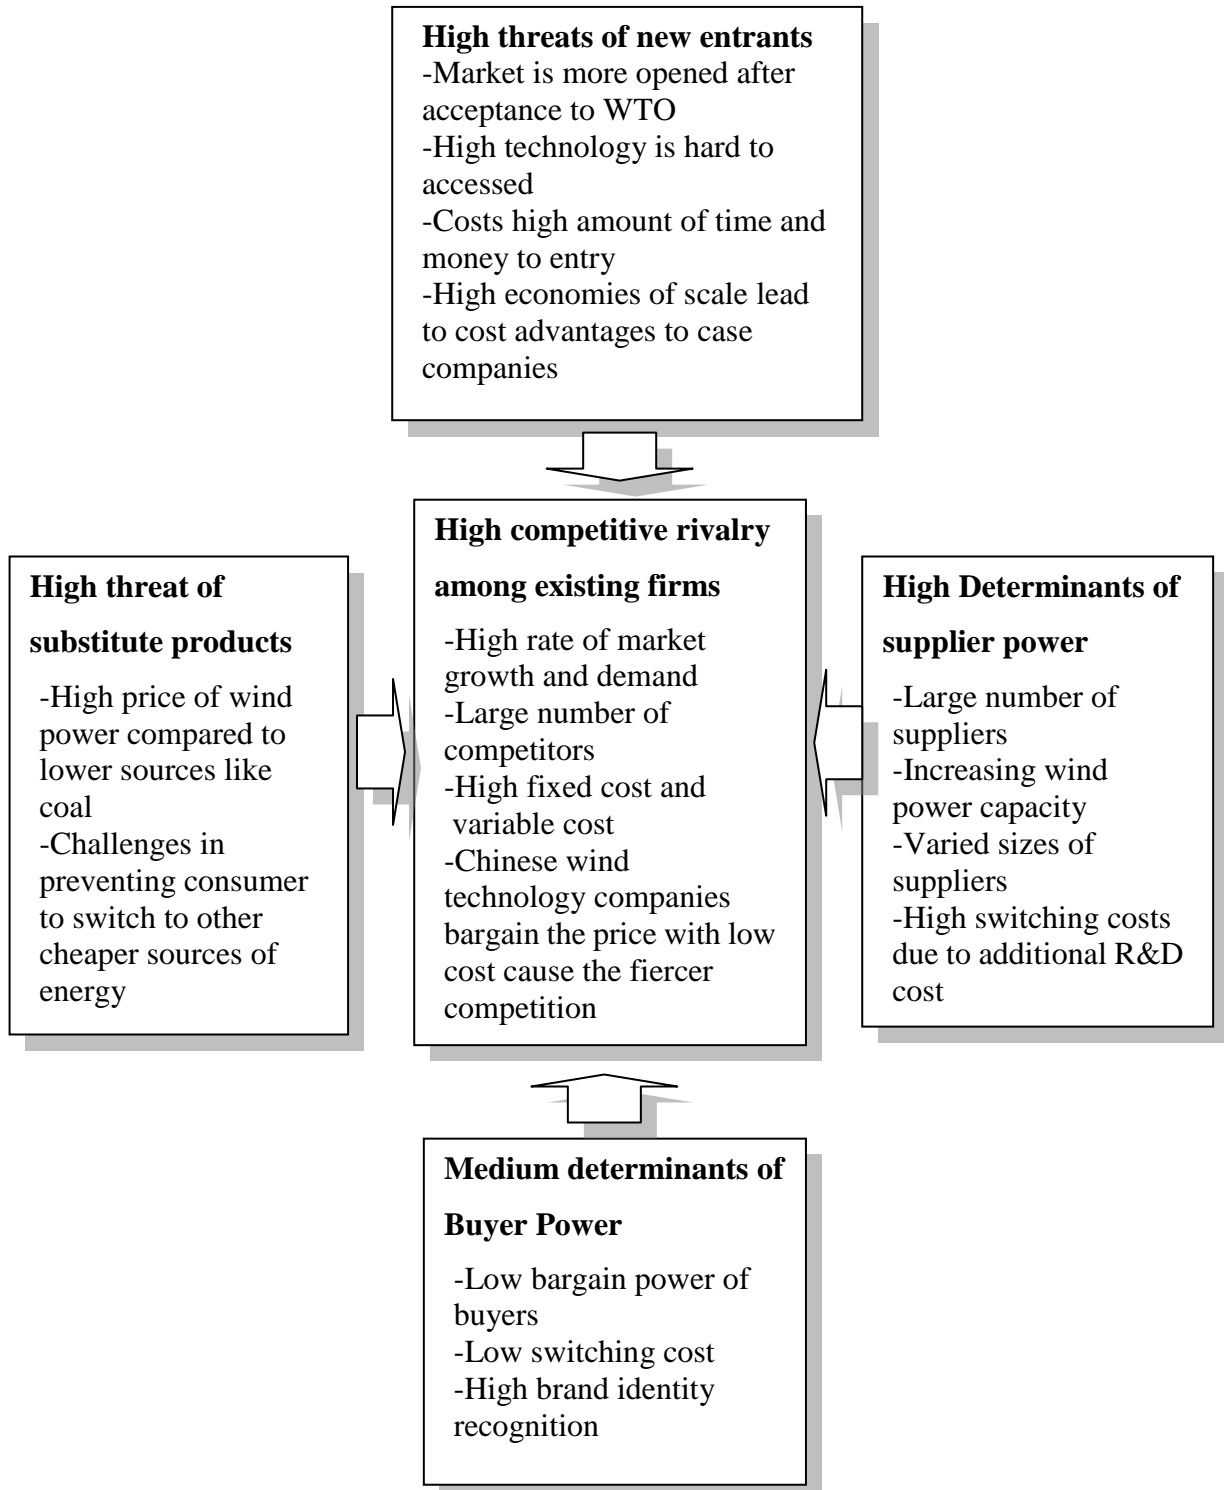 High threats of new entrants
-Market is more opened after
acceptance to WTO
-High technology is hard to
accessed
-Costs high amount of time and
money to entry
-High economies of scale lead
to cost advantages to case
companies
High threat of
substitute products
-High price of wind
power compared to
lower sources like
coal
-Challenges in
preventing consumer
to switch to other
cheaper sources of
energy
High competitive rivalry
among existing firms
-High rate of market
growth and demand
-Large number of
competitors
-High fixed cost and
variable cost
-Chinese wind
technology companies
bargain the price with low
cost cause the fiercer
competition
High Determinants of
supplier power
-Large number of
suppliers
-Increasing wind
power capacity
-Varied sizes of
suppliers
-High switching costs
due to additional R&D
cost
Medium determinants of
Buyer Power
-Low bargain power of
buyers
-Low switching cost
-High brand identity
recognition